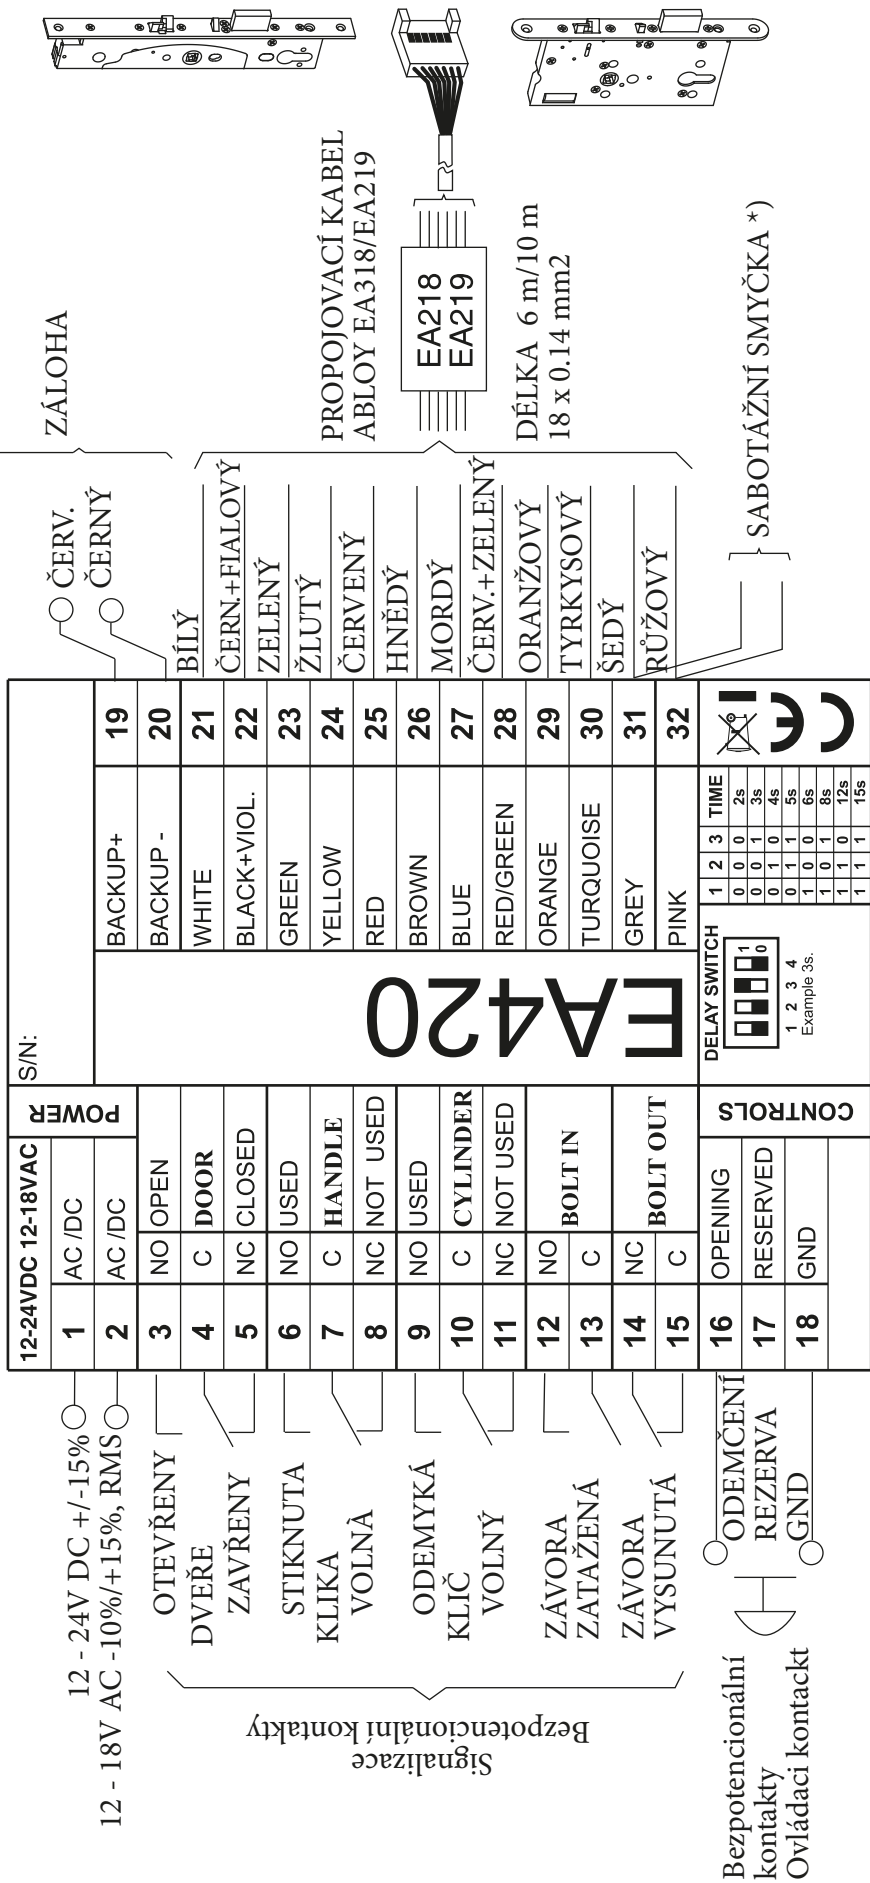 12 - 24V DC +/-15%
12 - 18V AC -10%/+15%, RMS
OTEVŘENY
DVEŘE
ZAVŘENY
STIKNUTA
KLIKA
VOLNÀ
ODEMYKÁ
KLIČ
VOLNÝ
ZÁVORA
ZATAŽENÁ
ZÁVORA
VYSUNUTÁ
Signalizace
Bezpotencionální kontakty
ODEMČENÍ
REZERVA
GND
Bezpotencionální
kontakty
Ovládaci kontackt
12-24VDC 12-18VAC
POWER
S/N:
1 AC /DC
2 AC /DC
3 NO OPEN
4 C DOOR
5 NC CLOSED
6 NO USED
7 C HANDLE
8 NC NOT USED
9 NO USED
10 C CYLINDER
11 NC NOT USED
12 NO
BOLT IN
13 C
14 NC
BOLT OUT
15 C
16 OPENING
17 RESERVED
18 GND
CONTROLS
EA420
BACKUP+ 19
BACKUP - 20
WHITE 21
BLACK+VIOL. 22
GREEN 23
YELLOW 24
RED 25
BROWN 26
BLUE 27
RED/GREEN 28
ORANGE 29
TURQUOISE 30
GREY 31
PINK 32
DELAY SWITCH
1
0
1 2 3 4
Example 3s.
1 2 3 TIME
0 0 0 2s
0 0 1 3s
0 1 0 4s
0 1 1 5s
1 0 0 6s
1 0 1 8s
1 1 0 12s
1 1 1 15s
CE
ČERV.
ČERNÝ
ZÁLOHA
BÍLÝ
ČERN.+FIALOVÝ
ZELENÝ
ŽLUTÝ
ČERVENÝ
HNĚDÝ
MORDÝ
ČERV.+ZELENÝ
ORANŽOVÝ
TYRKYSOVÝ
ŠEDÝ
RŮŽOVÝ
PROPOJOVACÍ KABEL
ABLOY EA318/EA219
EA218
EA219
DÉLKA 6 m/10 m
18 x 0.14 mm2
SABOTÁŽNÍ SMYČKA *)